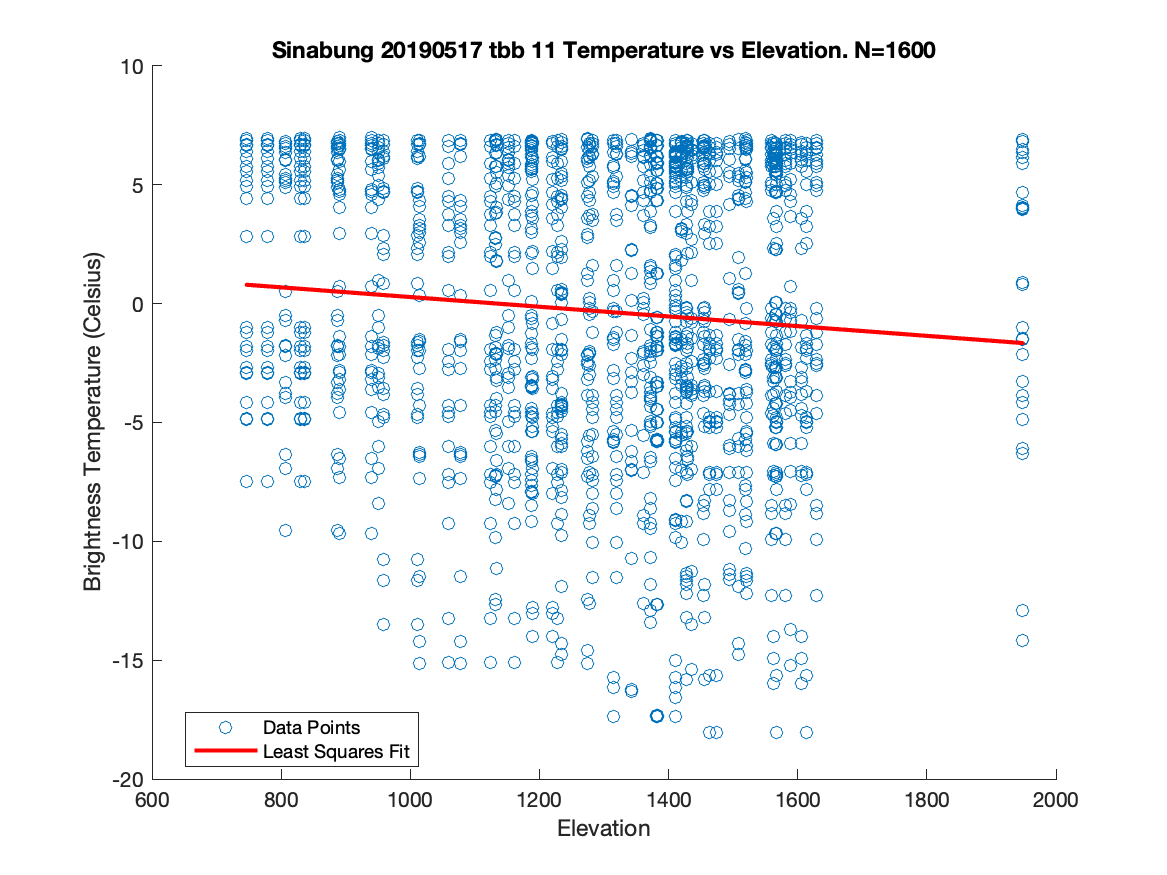 Sinabung 20190517 tbb 11 Temperature vs Elevation. N=1600
10
5
0
-5
-10
-15
-20
Brightness Temperature (Celsius)
Data Points
Least Squares Fit
600 800 1000 1200 1400 1600 1800 2000
Elevation